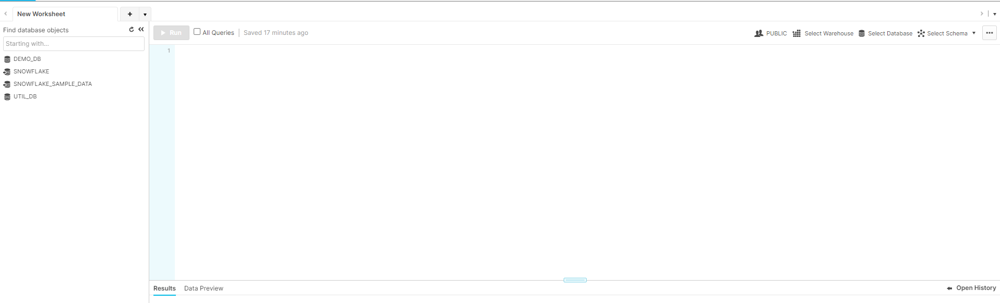 New Worksheet
Find database objects
Starting with...
DEMO_DB
SNOWFLAKE
SNOWFLAKE_SAMPLE_DATA
UTIL_DB
Run All Queries Saved 17 minutes ago PUBLIC Select Warehouse Select Database Select Schema
1
Results Data Preview Open History